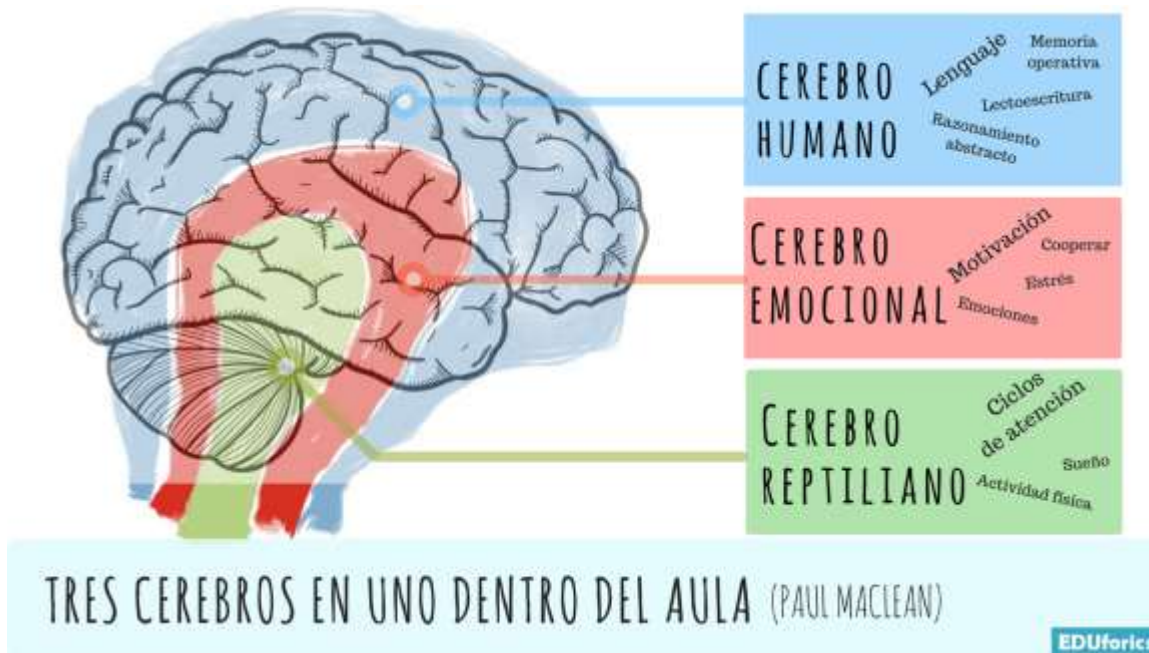 CEREBRO
HUMANO
Lenguaje
Memoria
operativa
Lectoescritura
Razonamiento
abstracto
CEREBRO
EMOCIONAL
Motivación
Cooperar
Estrés
Emociones
CEREBRO
REPTILIANO
Ciclos
de atención
Sueño
Actividad física
TRES CEREBROS EN UNO DENTRO DEL AULA (PAUL MACLEAN)
EDUforics